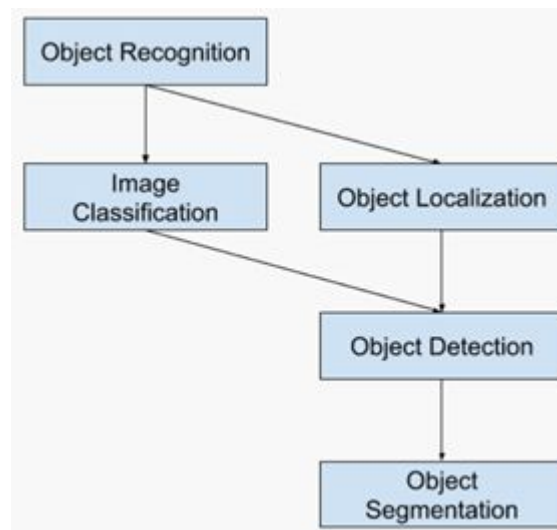 Object Recognition
Image
Classification
Object Localization
Object Detection
Object
Segmentation